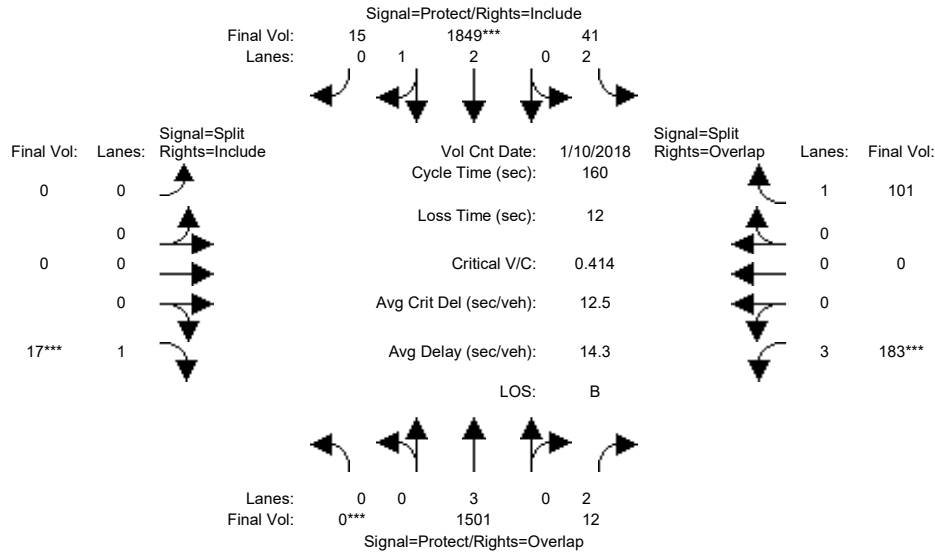 Signal=Protect/Rights=Include
Final Vol: 15 1849*** 41
Lanes: 0 1 2 0 2
Signal=Split
Final Vol: Lanes: Rights=Include
Vol Cnt Date: 1/10/2018
Signal=Split
Rights=Overlap Lanes: Final Vol:
Cycle Time (sec): 160
0 0
1 101
Loss Time (sec): 12
0
0
0 0
Critical V/C: 0.414
0 0
0
Avg Crit Del (sec/veh): 12.5
0
17*** 1
Avg Delay (sec/veh): 14.3
3 183***
LOS: B
Lanes: 0 0 3 0 2
Final Vol: 0*** 1501 12
Signal=Protect/Rights=Overlap